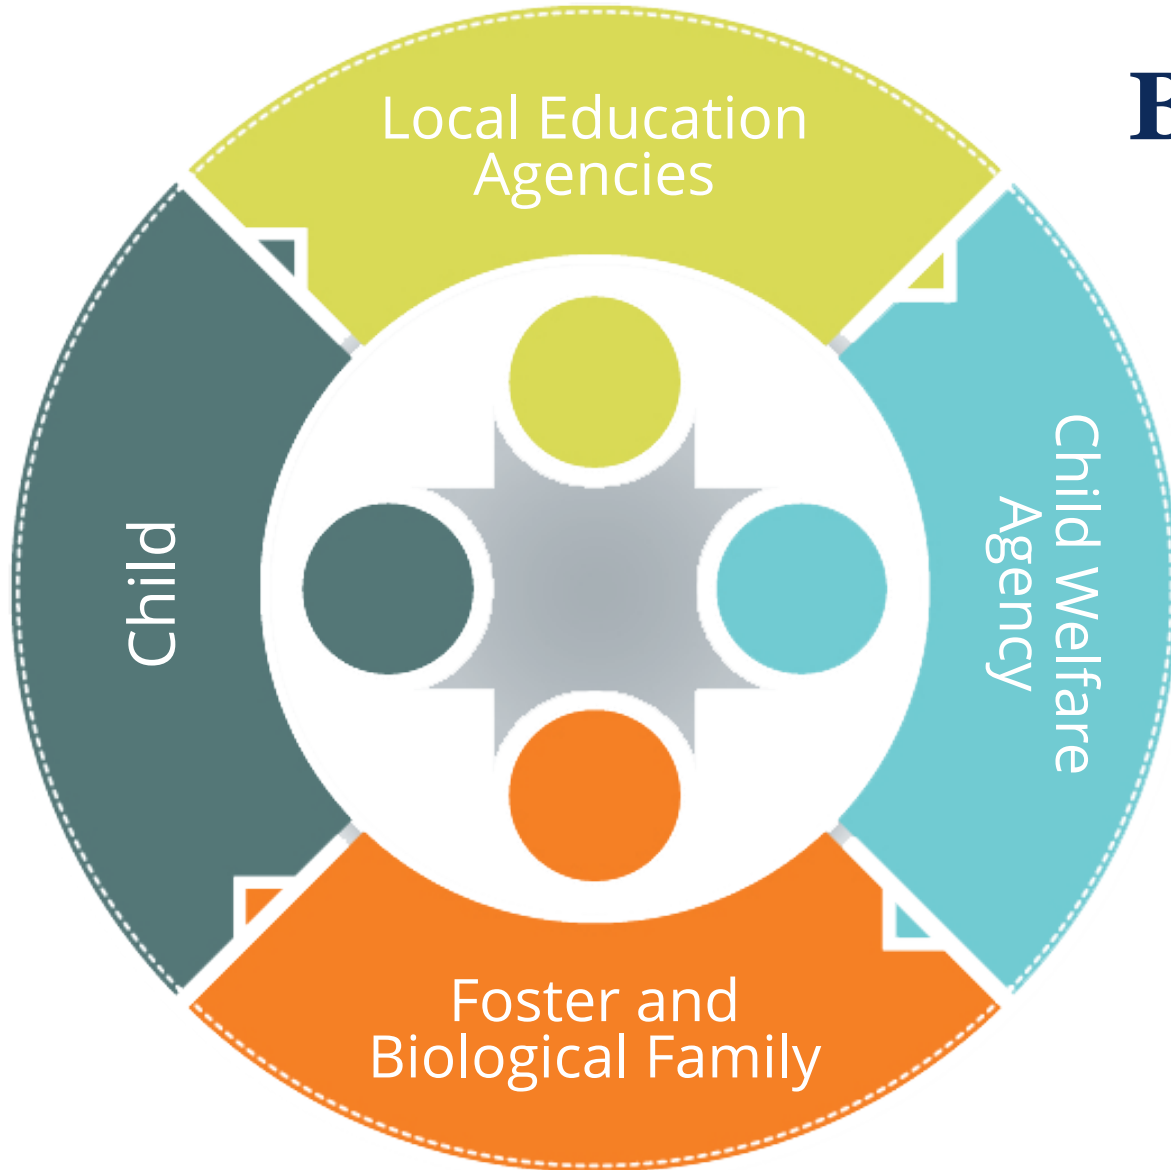 Local Education
Agencies
B
Child Welfare
Agency
Child
Foster and
Biological Family